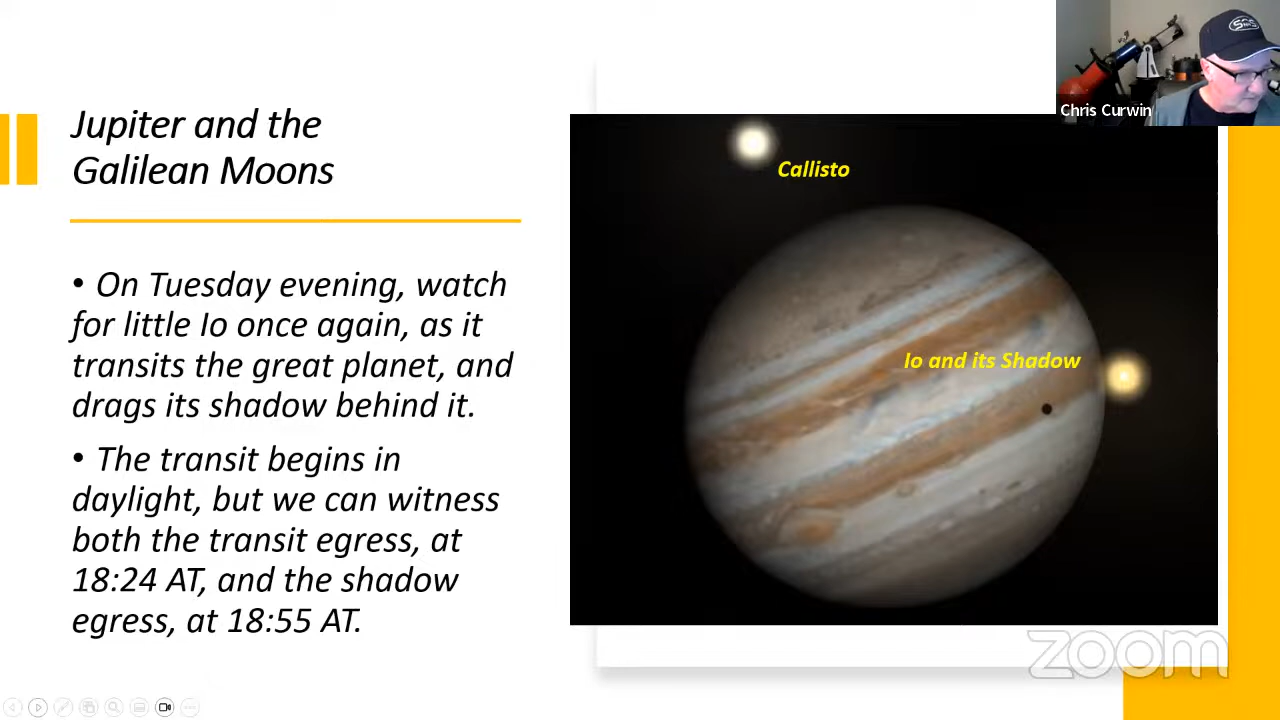 Jupiter and the
Galilean Moons
• On Tuesday evening, watch
for little Io once again, as it
transits the great planet, and
drags its shadow behind it.
• The transit begins in
daylight, but we can witness
both the transit egress, at
18:24 AT, and the shadow
egress, at 18:55 AT.
Callisto
Io and its Shadow
Chris Curwin
zoom